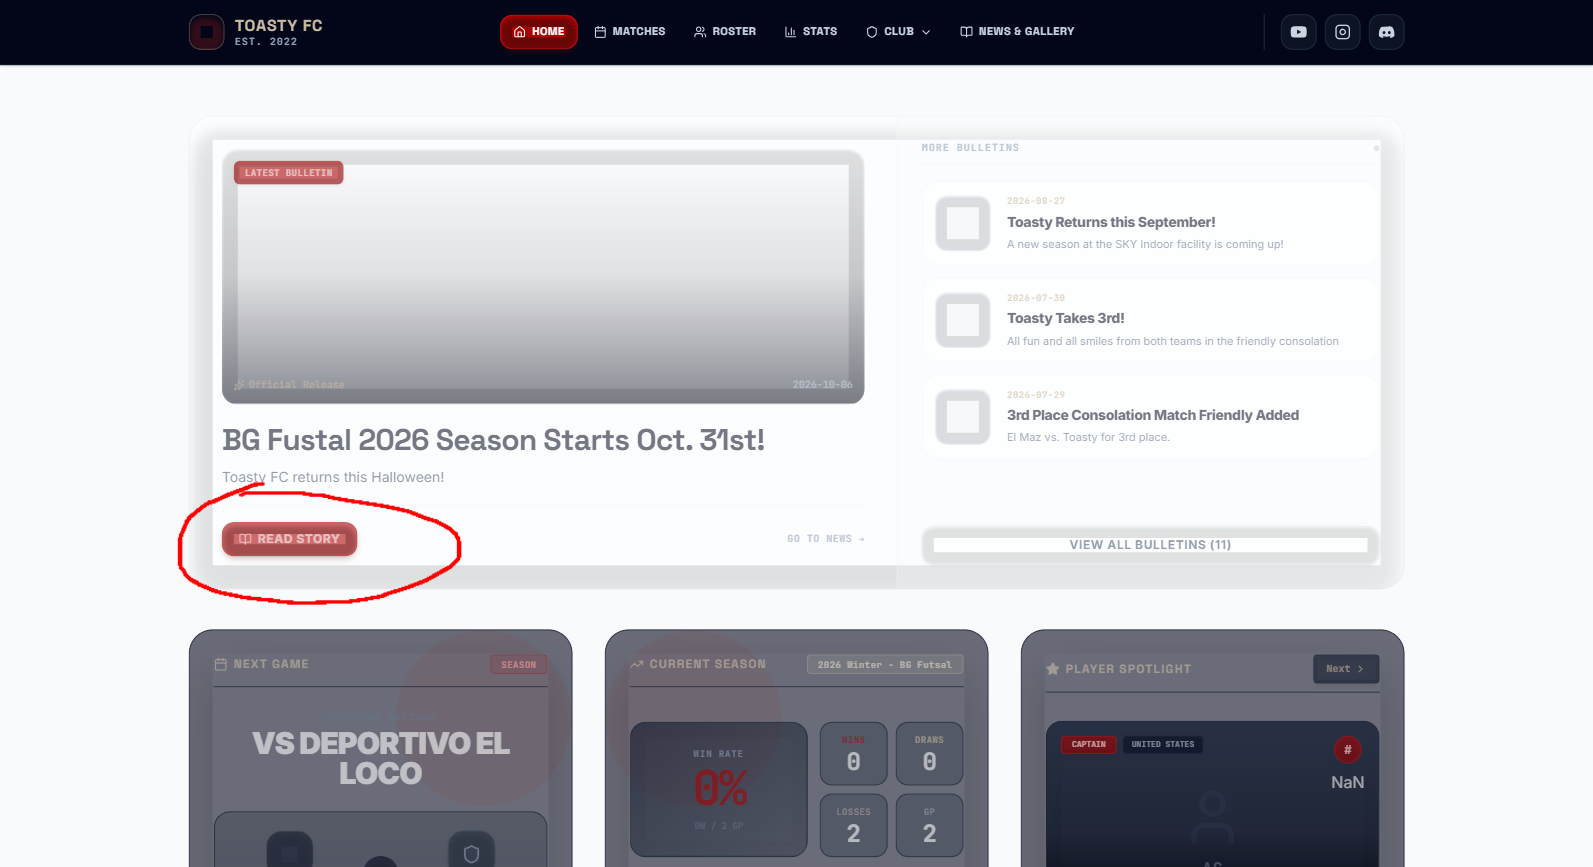 TOASTY FC
EST. 2022
HOME
MATCHES
ROSTER
STATS
CLUB
NEWS & GALLERY
LATEST BULLETIN
Official Release
2026-10-06
BG Fustal 2026 Season Starts Oct. 31st!
Toasty FC returns this Halloween!
READ STORY
GO TO NEWS →
MORE BULLETINS
2026-08-27
Toasty Returns this September!
A new season at the SKY Indoor facility is coming up!
2026-07-30
Toasty Takes 3rd!
All fun and all smiles from both teams in the friendly consolation
2026-07-29
3rd Place Consolation Match Friendly Added
El Maz vs. Toasty for 3rd place.
VIEW ALL BULLETINS (11)
NEXT GAME
SEASON
VS DEPORTIVO EL
LOCO
CURRENT SEASON
2026 Winter - BG Futsal
WIN RATE
0%
0W / 2 GP
WINS
0
DRAWS
0
LOSSES
2
GP
2
PLAYER SPOTLIGHT
Next
CAPTAIN
UNITED STATES
#
NaN